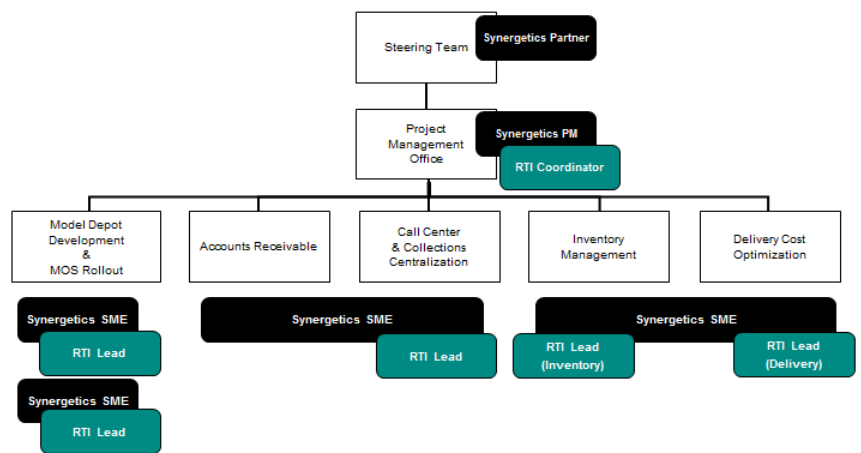 Steering Team
Synergetics Partner
Project
Management
Office
Synergetics PM
RTI Coordinator
Model Depot
Development
&
MOS Rollout
Accounts Receivable
Call Center
& Collections
Centralization
Inventory
Management
Delivery Cost
Optimization
Synergetics SME
RTI Lead
Synergetics SME
RTI Lead
Synergetics SME
RTI Lead
Synergetics SME
RTI Lead
(Inventory)
RTI Lead
(Delivery)